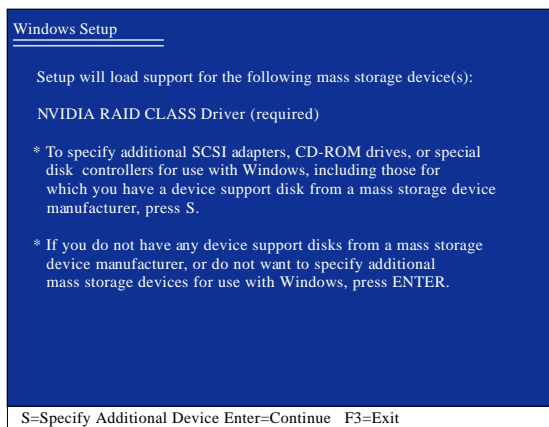 Windows Setup
Setup will load support for the following mass storage device(s):
NVIDIA RAID CLASS Driver (required)
* To specify additional SCSI adapters, CD-ROM drives, or special
disk controllers for use with Windows, including those for
which you have a device support disk from a mass storage device
manufacturer, press S.
* If you do not have any device support disks from a mass storage
device manufacturer, or do not want to specify additional
mass storage devices for use with Windows, press ENTER.
S=Specify Additional Device Enter=Continue F3=Exit